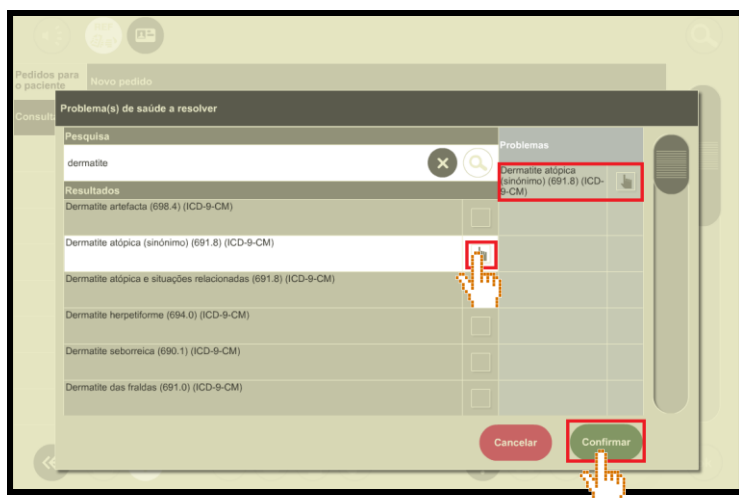 Pedidos para
o paciente
Novo pedido
Consult
Problema(s) de saúde a resolver
Pesquisa
dermatite
Resultados
Dermatite artefacta (698.4) (ICD-9-CM)
Dermatite atópica (sinónimo) (691.8) (ICD-9-CM)
Dermatite atópica e situações relacionadas (691.8) (ICD-9-CM)
Dermatite herpetiforme (694.0) (ICD-9-CM)
Dermatite seborreica (690.1) (ICD-9-CM)
Dermatite das fraldas (691.0) (ICD-9-CM)
Problemas
Dermatite atópica
(sinónimo) (691.8) (ICD-
9-CM)
Cancelar
Confirmar